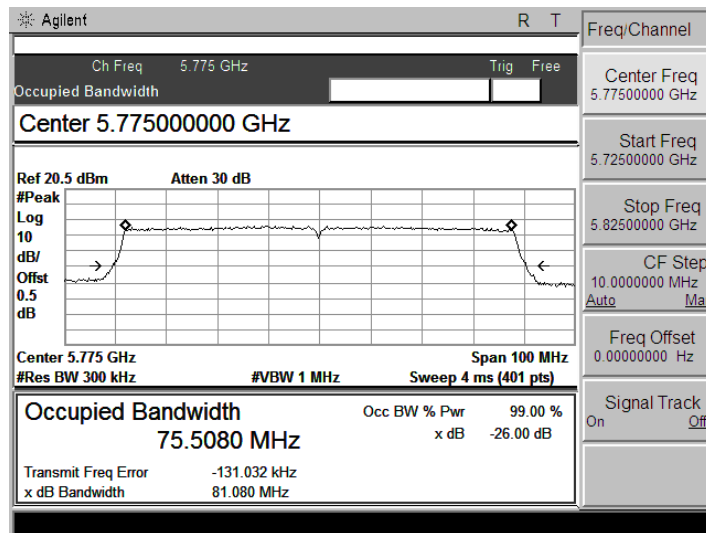 Agilent R T
Ch Freq 5.775 GHz Trig Free
Occupied Bandwidth
Center 5.775000000 GHz
Ref 20.5 dBm Atten 30 dB
#Peak
Log
10
dB/
Offst
0.5
dB
Center 5.775 GHz Span 100 MHz
#Res BW 300 kHz #VBW 1 MHz Sweep 4 ms (401 pts)
Occupied Bandwidth Occ BW % Pwr 99.00 %
75.5080 MHz x dB -26.00 dB
Transmit Freq Error -131.032 kHz
x dB Bandwidth 81.080 MHz
Freq/Channel
Center Freq
5.77500000 GHz
Start Freq
5.72500000 GHz
Stop Freq
5.82500000 GHz
CF Step
10.0000000 MHz
Auto Ma
Freq Offset
0.00000000 Hz
Signal Track
On Off